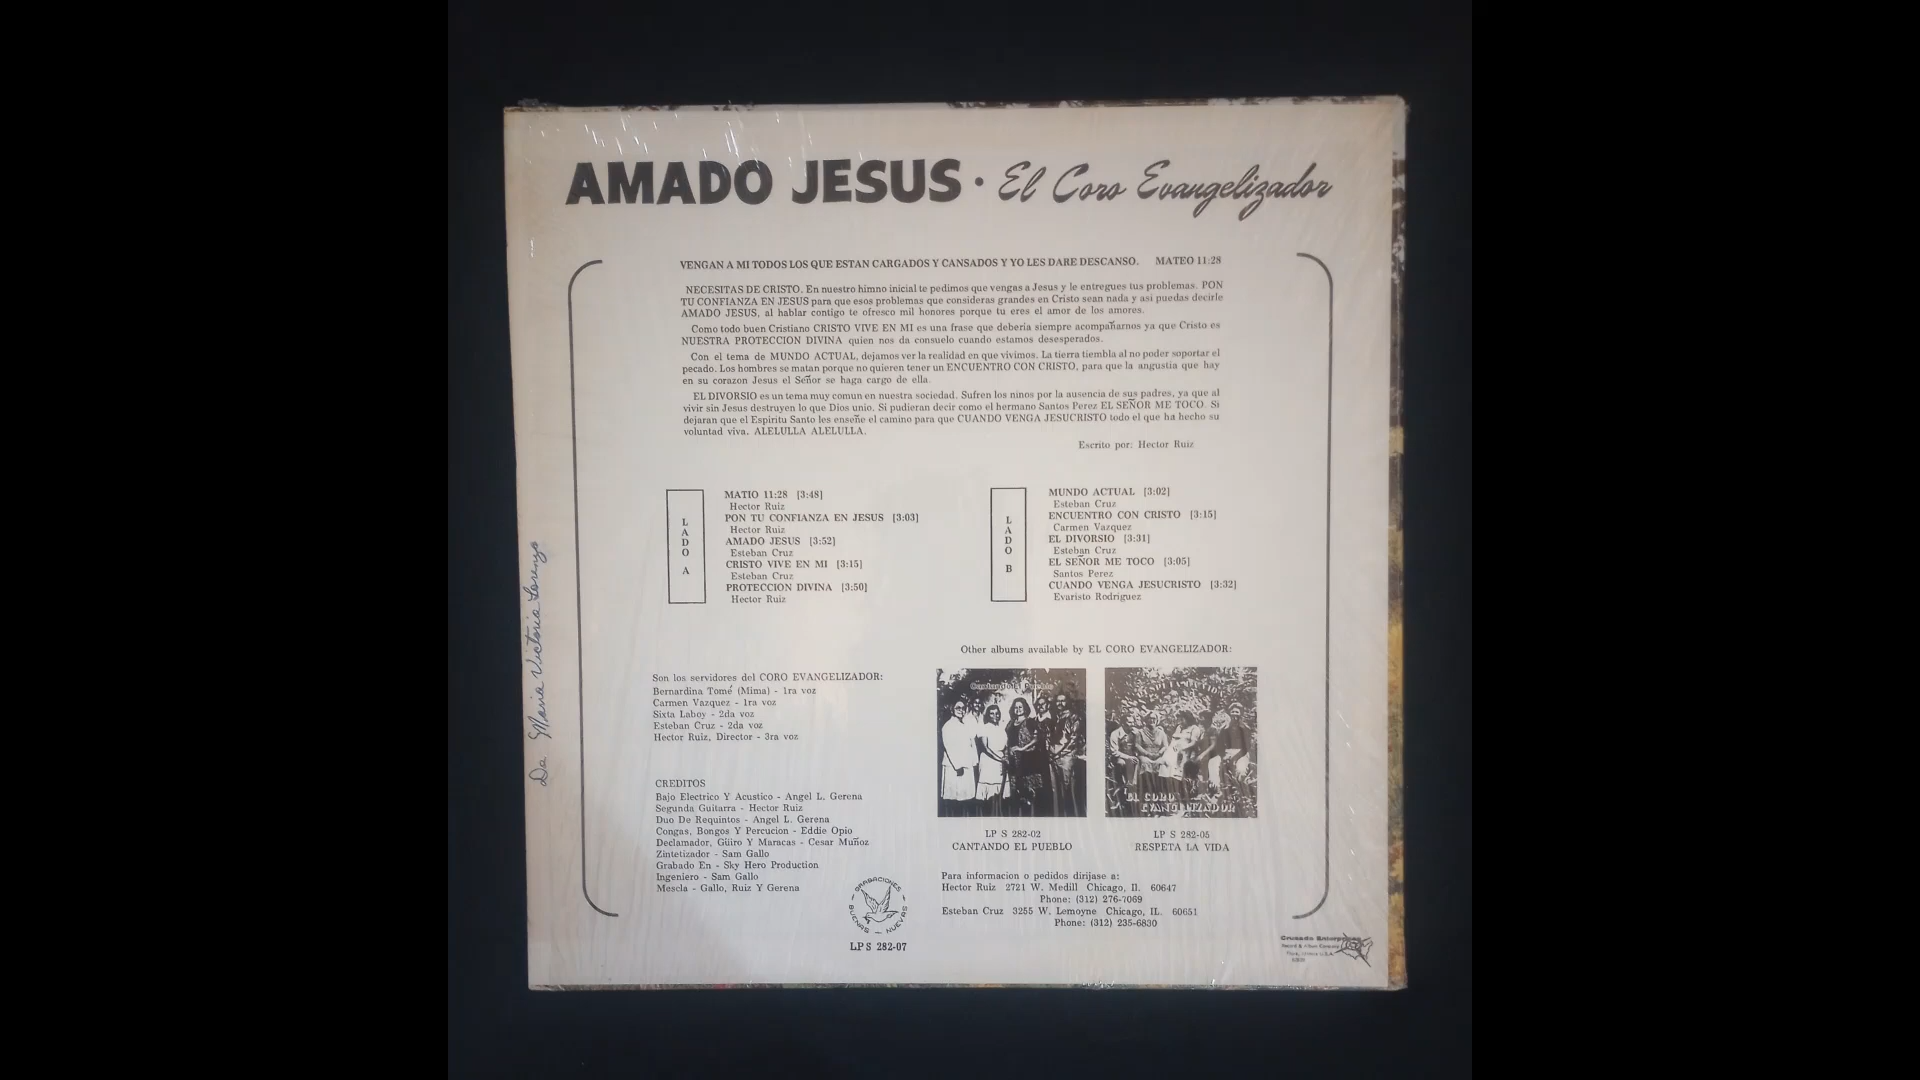 AMADO JESUS · El Coro Evangelizador
VENGAN A MI TODOS LOS QUE ESTAN CARGADOS Y CANSADOS Y YO LES DARE DESCANSO. MATEO 11:28
NECESITAS DE CRISTO. En nuestro himno inicial te pedimos que vengas a Jesus y le entregues tus problemas. PON
TU CONFIANZA EN JESUS para que esos problemas que consideras grandes en Cristo sean nada y asi puedas decirle
AMADO JESUS, al hablar contigo te ofresco mil honores porque tu eres el amor de los amores.
Como todo buen Cristiano CRISTO VIVE EN MI es una frase que deberia siempre acompañarnos ya que Cristo es
NUESTRA PROTECCION DIVINA quien nos da consuelo cuando estamos desesperados.
Con el tema de MUNDO ACTUAL, dejamos ver la realidad en que vivimos. La tierra tiembla al no poder soportar el
pecado. Los hombres se matan porque no quieren tener un ENCUENTRO CON CRISTO, para que la angustia que hay
en su corazon Jesus el Señor se haga cargo de ella.
EL DIVORSIO es un tema muy comun en nuestra sociedad. Sufren los ninos por la ausencia de sus padres, ya que al
vivir sin Jesus destruyen lo que Dios unio. Si pudieran decir como el hermano Santos Perez EL SEÑOR ME TOCO. Si
dejaran que el Espiritu Santo les enseñe el camino para que CUANDO VENGA JESUCRISTO todo el que ha hecho su
voluntad viva. ALELULLA ALELULLA.
Escrito por: Hector Ruiz
LADO A
MATIO 11:28 [3:48]
Hector Ruiz
PON TU CONFIANZA EN JESUS [3:03]
Hector Ruiz
AMADO JESUS [3:52]
Esteban Cruz
CRISTO VIVE EN MI [3:15]
Esteban Cruz
PROTECCION DIVINA [3:50]
Hector Ruiz
LADO B
MUNDO ACTUAL [3:02]
Esteban Cruz
ENCUENTRO CON CRISTO [3:15]
Carmen Vazquez
EL DIVORSIO [3:31]
Esteban Cruz
EL SEÑOR ME TOCO [3:05]
Santos Perez
CUANDO VENGA JESUCRISTO [3:32]
Evaristo Rodriguez
De Maria Victoria Lorenzo
Son los servidores del CORO EVANGELIZADOR:
Bernardina Tomé (Mima) - 1ra voz
Carmen Vazquez - 1ra voz
Sixta Laboy - 2da voz
Esteban Cruz - 2da voz
Hector Ruiz, Director - 3ra voz
CREDITOS
Bajo Electrico Y Acustico - Angel L. Gerena
Segunda Guitarra - Hector Ruiz
Duo De Requintos - Angel L. Gerena
Congas, Bongos Y Percucion - Eddie Opio
Declamador, Güiro Y Maracas - Cesar Muñoz
Zintetizador - Sam Gallo
Grabado En - Sky Hero Production
Ingeniero - Sam Gallo
Mescla - Gallo, Ruiz Y Gerena
GRABACIONES
BUENAS NUEVAS
LP S 282-07
Other albums available by EL CORO EVANGELIZADOR:
EL CORO
EVANGELIZADOR
LP S 282-02
CANTANDO EL PUEBLO
LP S 282-05
RESPETA LA VIDA
Para informacion o pedidos dirijase a:
Hector Ruiz 2721 W. Medill Chicago, Il. 60647
Phone: (312) 276-7069
Esteban Cruz 3255 W. Lemoyne Chicago, IL. 60651
Phone: (312) 235-6830